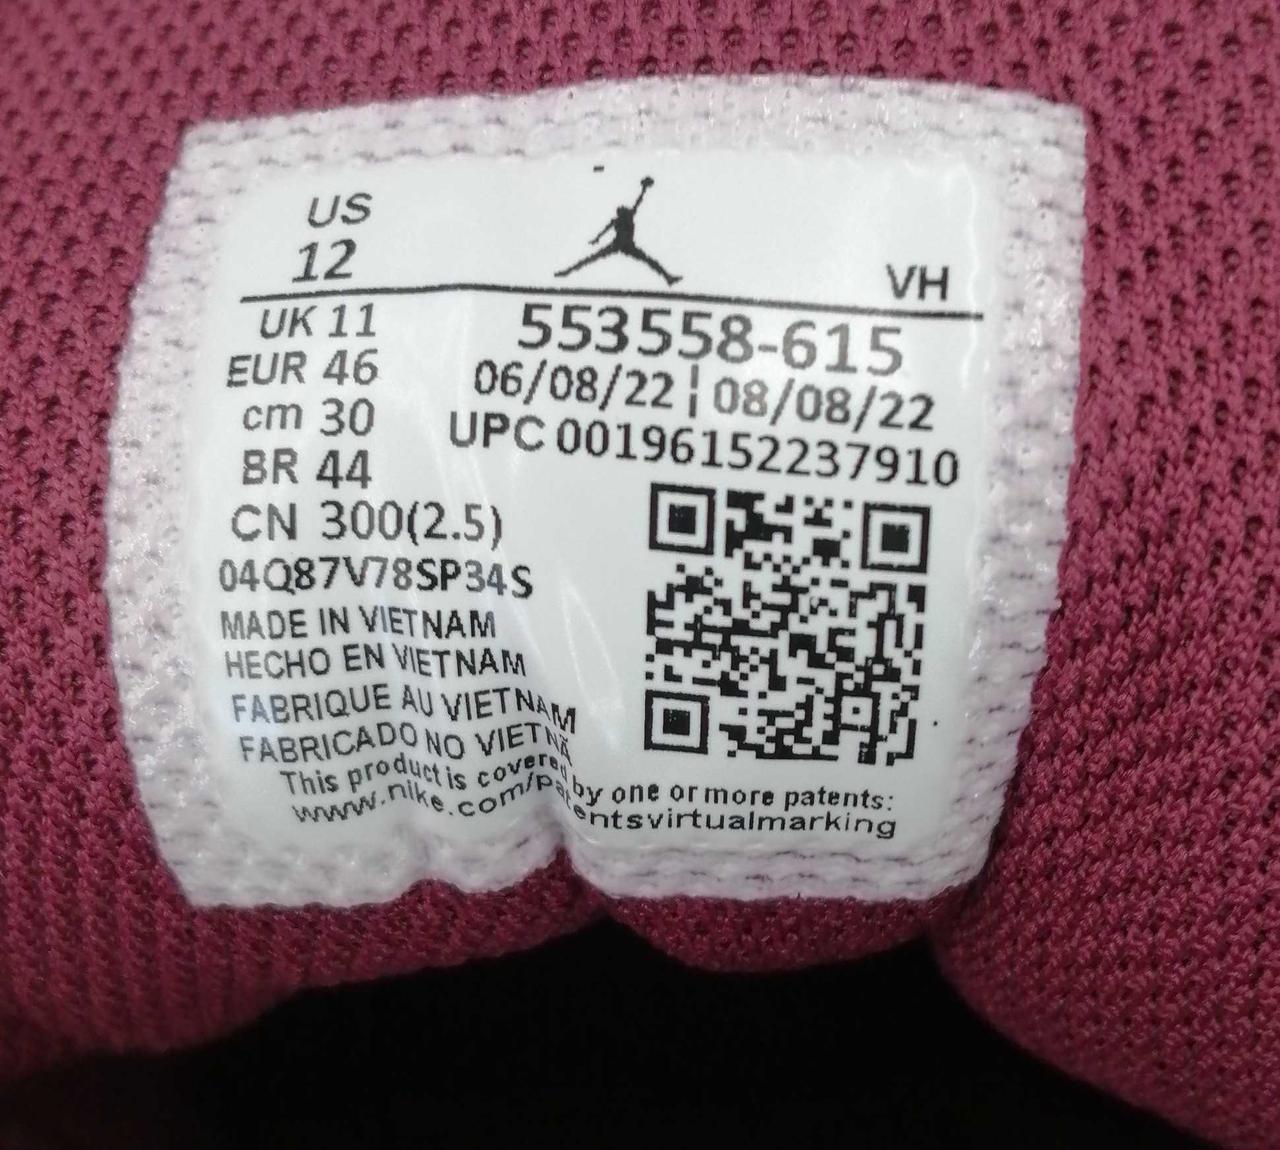 US
12
VH
UK 11
EUR 46
cm 30
BR 44
CN 300(2.5)
553558-615
06/08/22 ¦ 08/08/22
UPC 00196152237910
04Q87V78SP34S
MADE IN VIETNAM
HECHO EN VIETNAM
FABRIQUE AU VIETNAM
FABRICADO NO VIETNÃ
This product is covered by one or more patents:
www.nike.com/patentsvirtualmarking